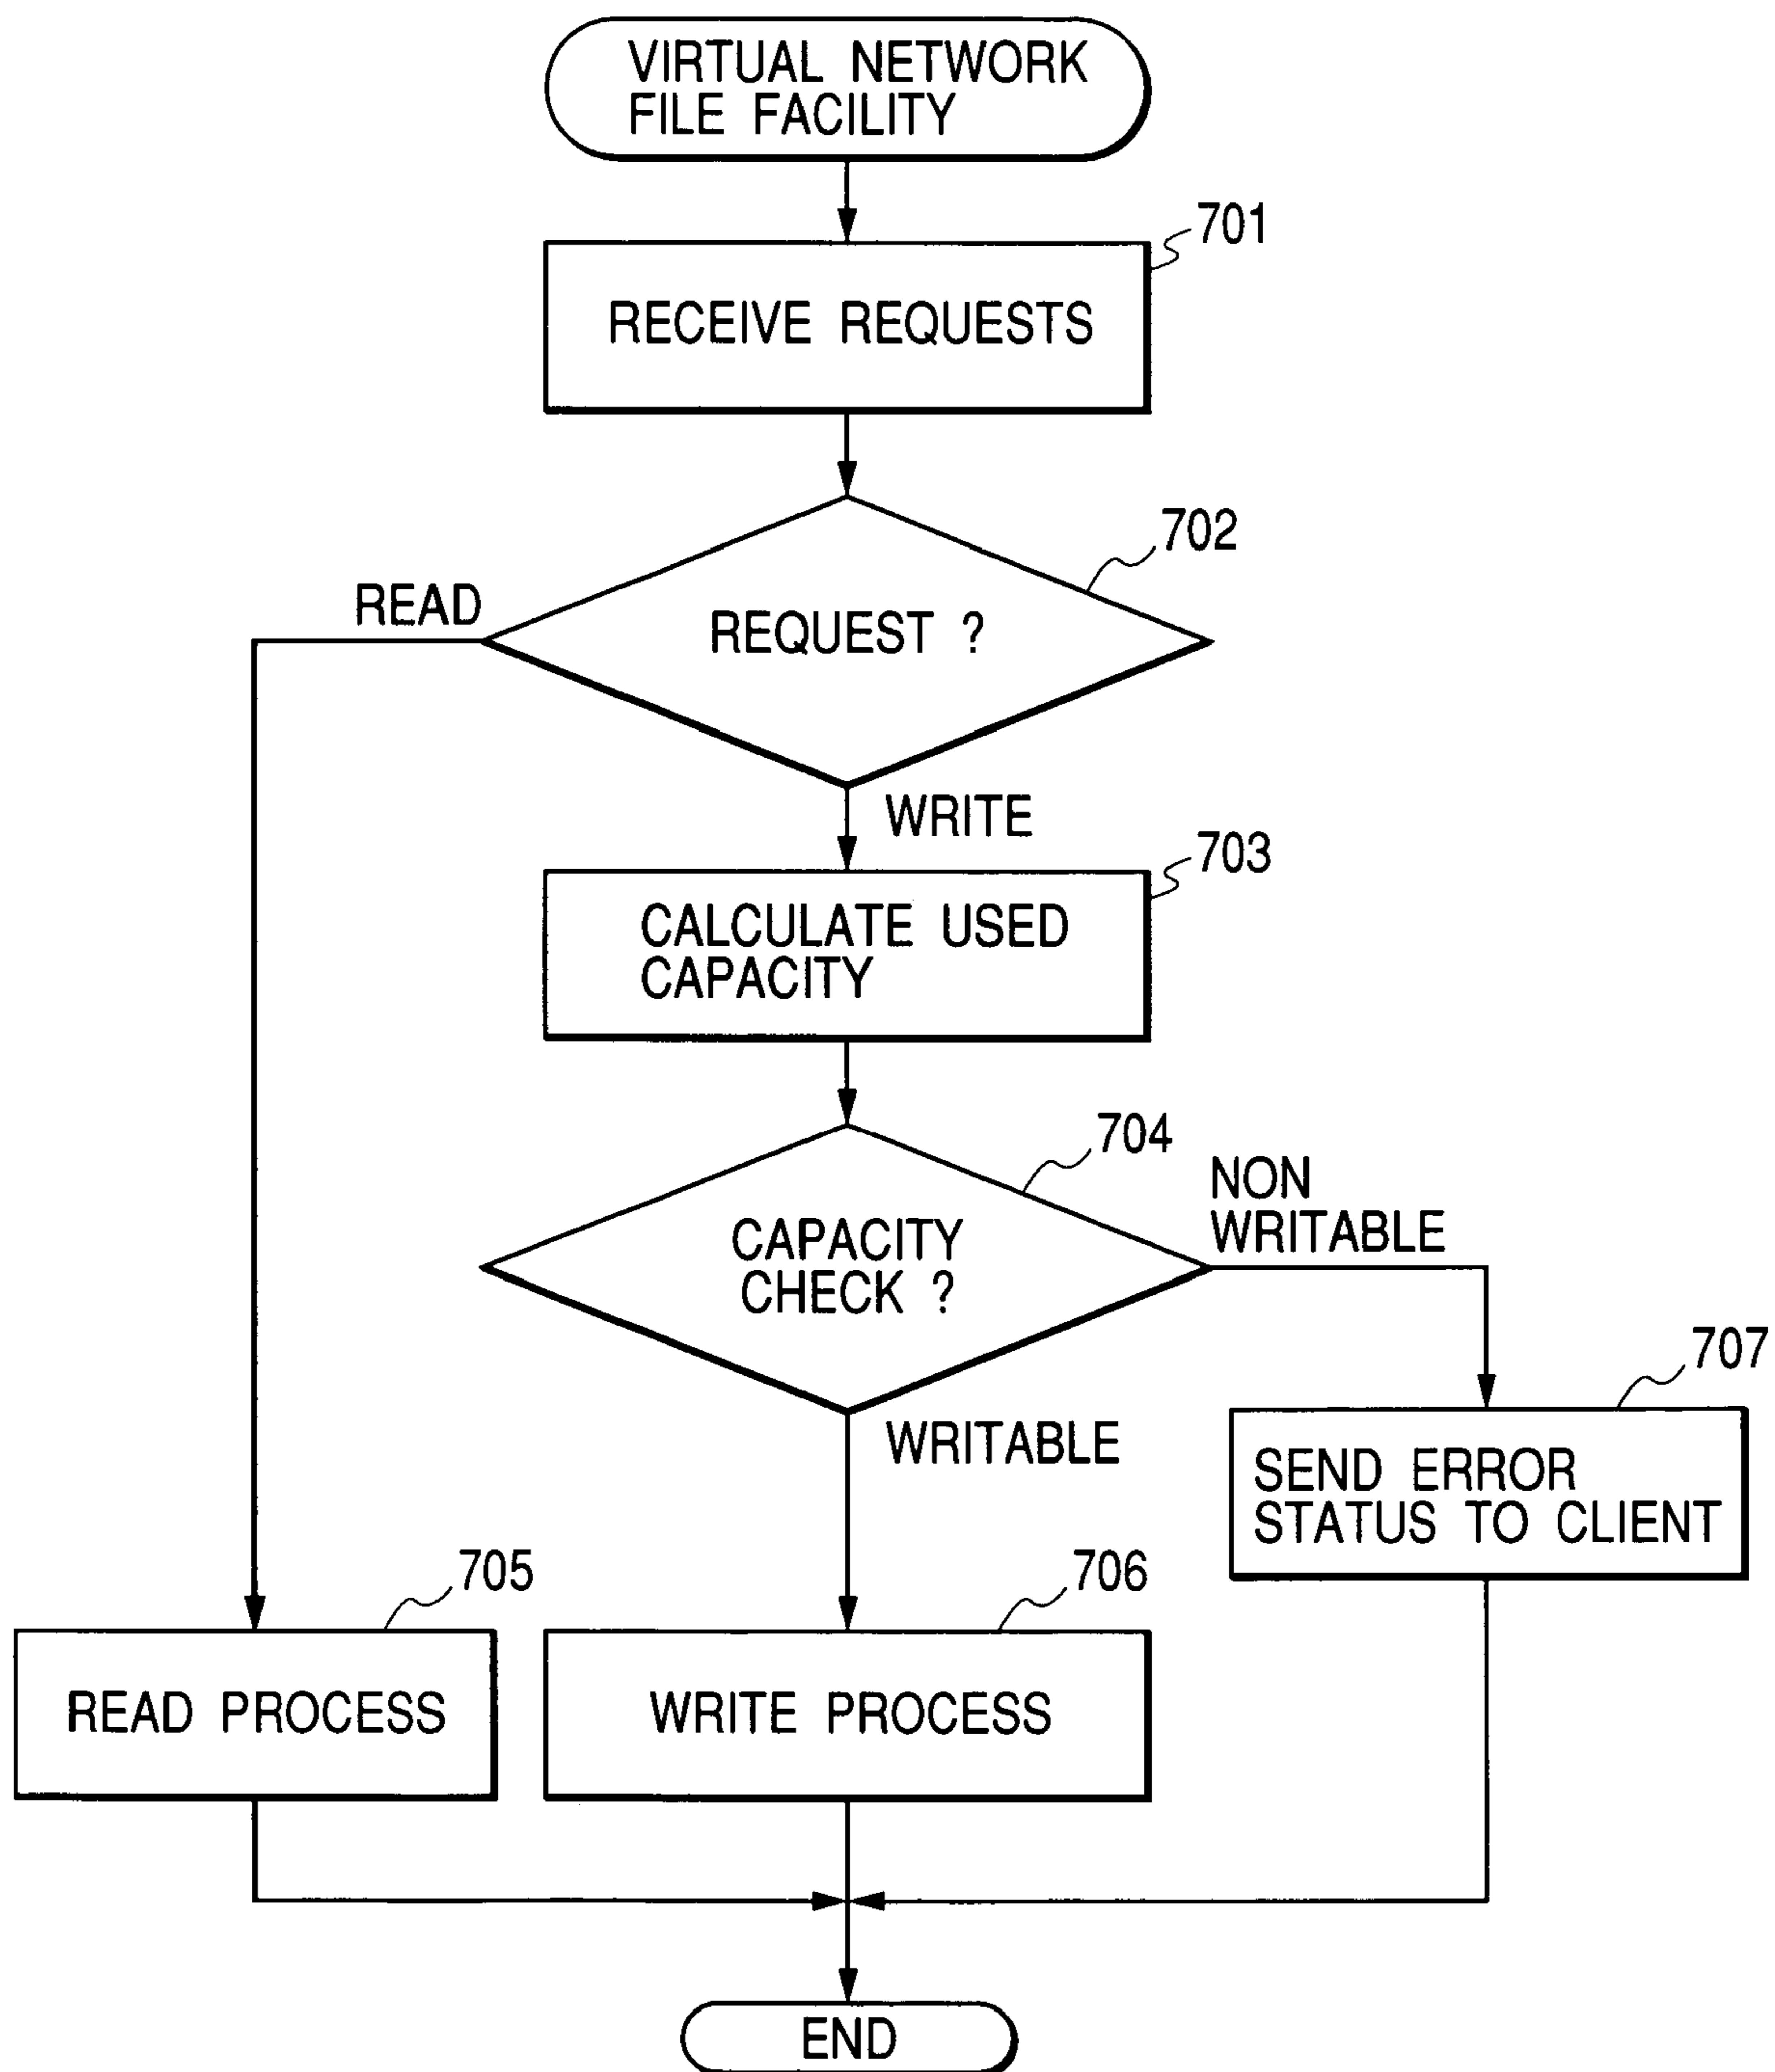 VIRTUAL NETWORK
FILE FACILITY
701
RECEIVE REQUESTS
702
READ
REQUEST ?
WRITE
703
CALCULATE USED
CAPACITY
704
NON
WRITABLE
CAPACITY
CHECK ?
707
WRITABLE
SEND ERROR
STATUS TO CLIENT
705
706
READ PROCESS
WRITE PROCESS
END